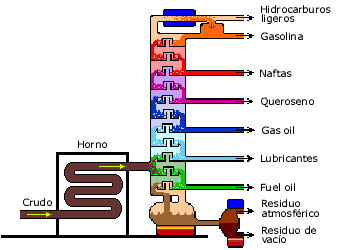 Hidrocarburos
ligeros
Gasolina
Naftas
Queroseno
Gas oil
Lubricantes
Fuel oil
Residuo
atmosférico
Residuo
de vacío
Horno
Crudo